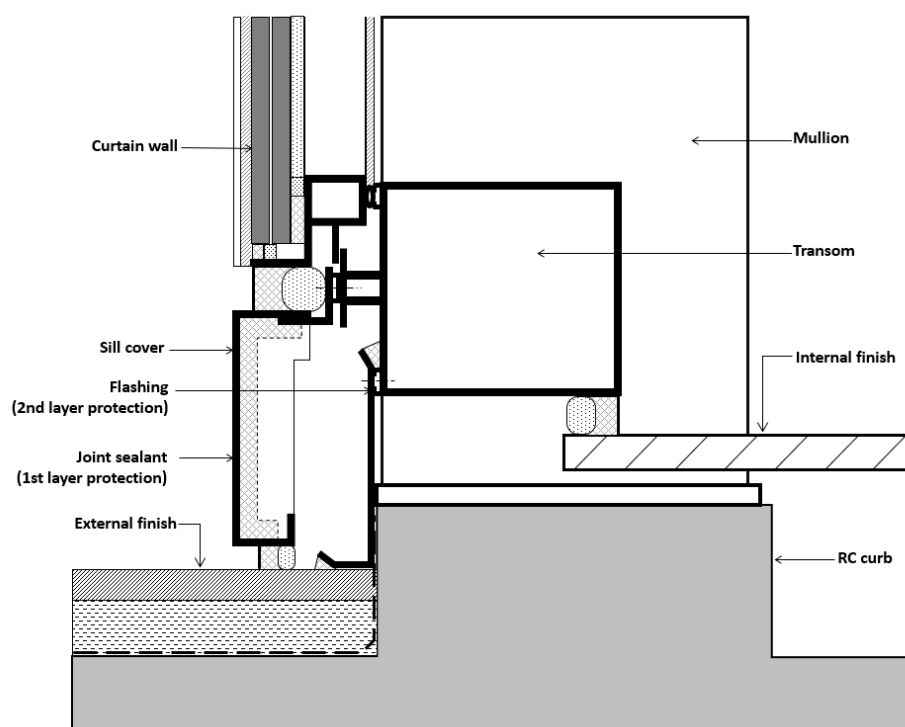 Curtain wall
Mullion
Transom
Sill cover
Internal finish
Flashing
(2nd layer protection)
Joint sealant
(1st layer protection)
External finish
RC curb